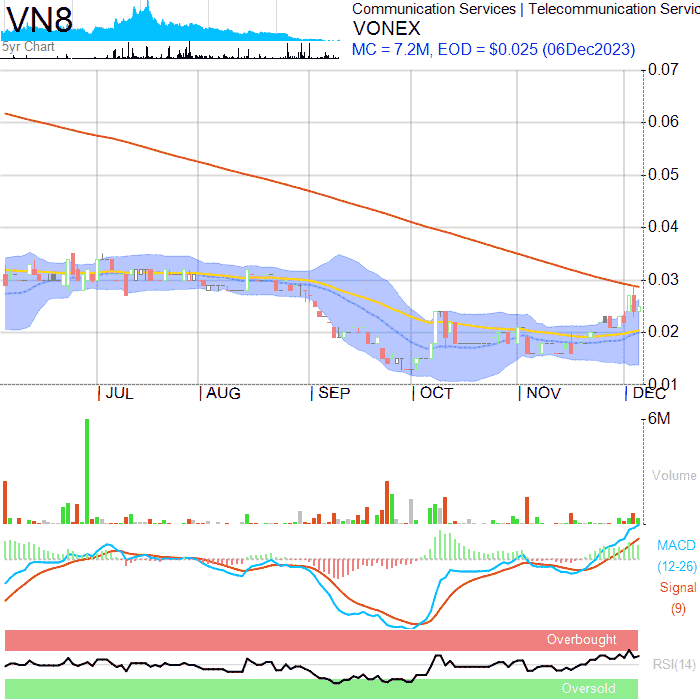 VN8
5yr Chart
Communication Services | Telecommunication Servic
VONEX
MC = 7.2M, EOD = $0.025 (06Dec2023)
0.07
0.06
0.05
0.04
0.03
0.02
0.01
JUL
AUG
SEP
OCT
NOV
DEC
6M
Volume
MACD
(12-26)
Signal
(9)
Overbought
RSI(14)
Oversold